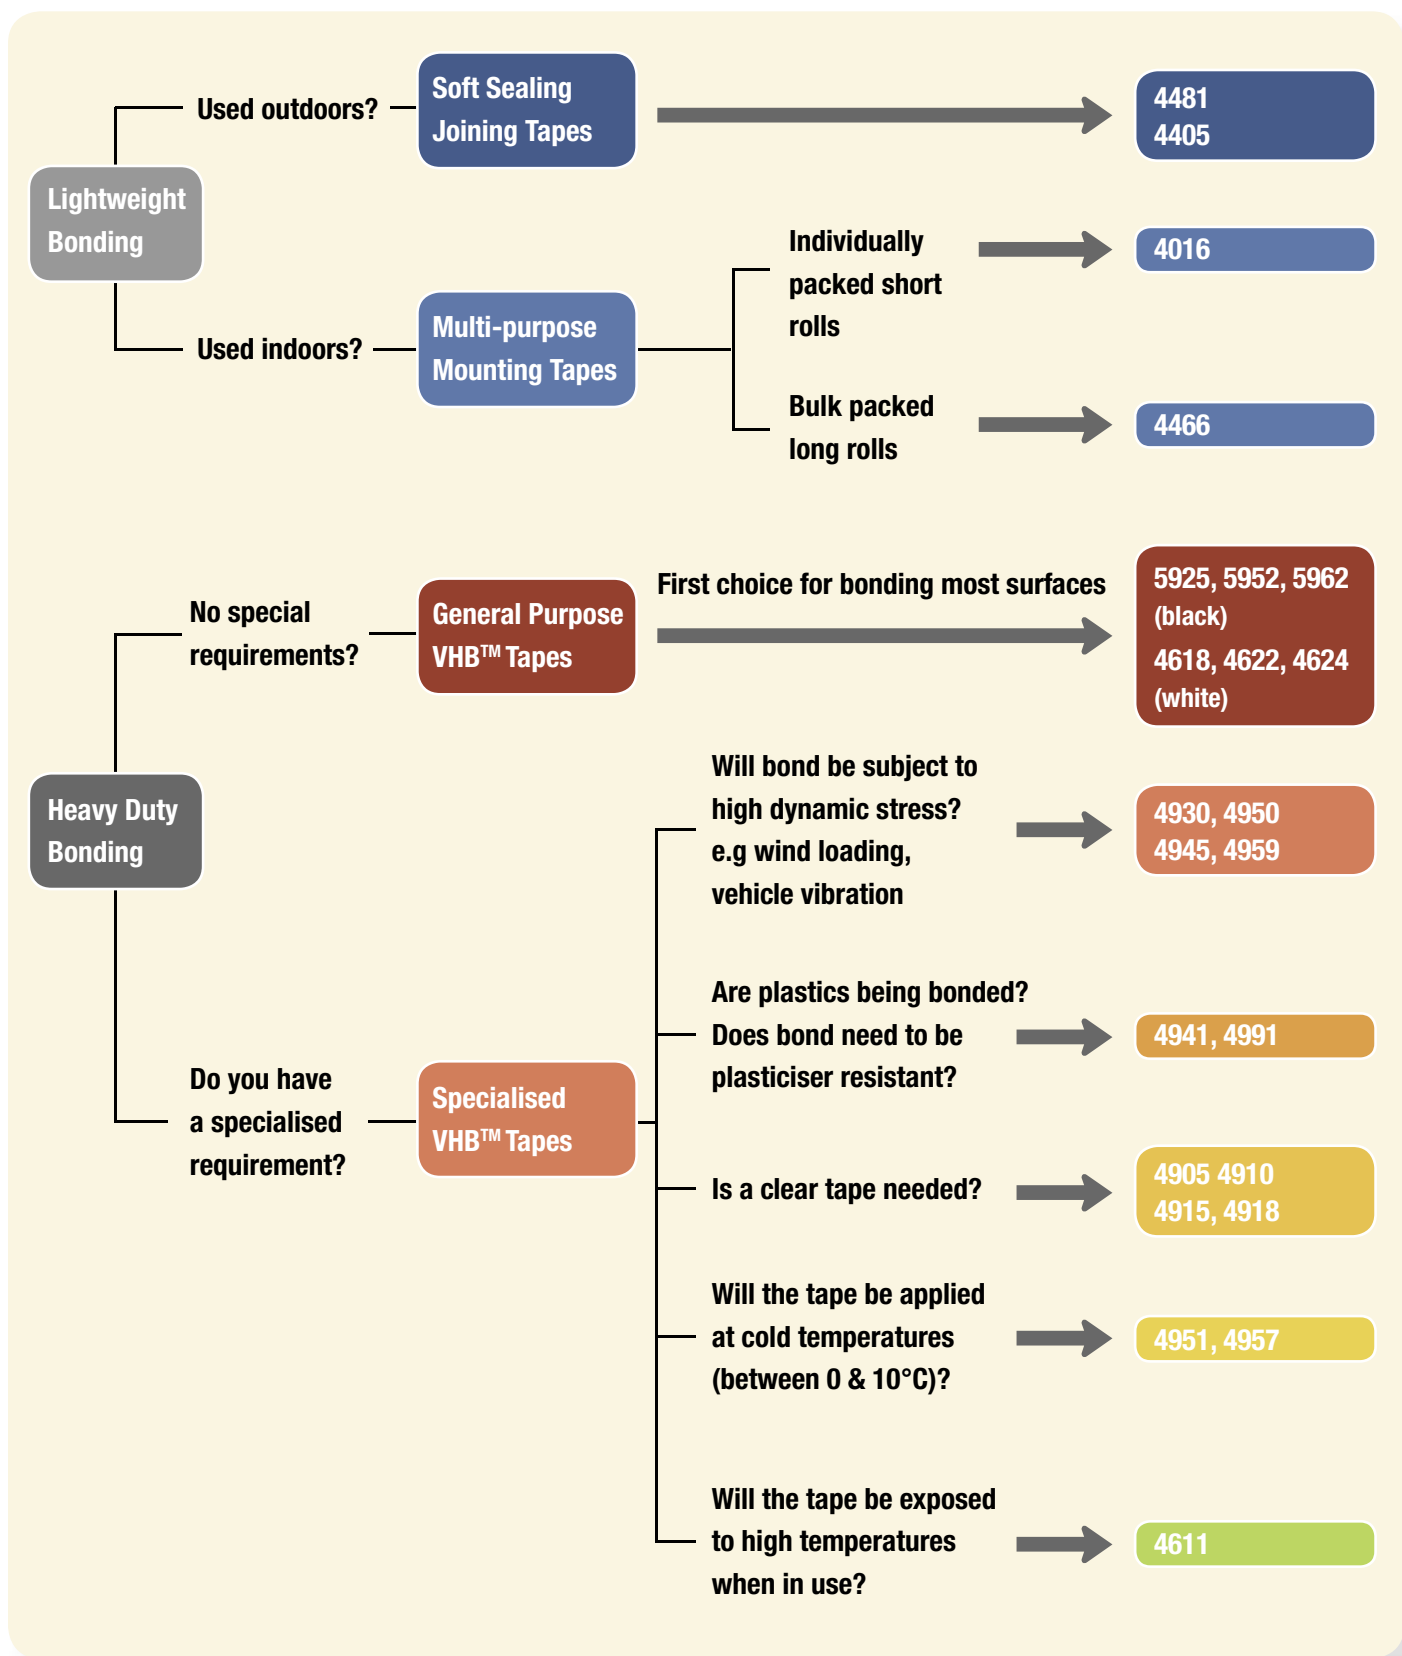 Lightweight
Bonding
Used outdoors?
Soft Sealing
Joining Tapes
4481
4405
Used indoors?
Multi-purpose
Mounting Tapes
Individually
packed short
rolls
4016
Bulk packed
long rolls
4466
Heavy Duty
Bonding
No special
requirements?
General Purpose
VHB™ Tapes
First choice for bonding most surfaces
5925, 5952, 5962
(black)
4618, 4622, 4624
(white)
Do you have
a specialised
requirement?
Specialised
VHB™ Tapes
Will bond be subject to
high dynamic stress?
e.g wind loading,
vehicle vibration
4930, 4950
4945, 4959
Are plastics being bonded?
Does bond need to be
plasticiser resistant?
4941, 4991
Is a clear tape needed?
4905 4910
4915, 4918
Will the tape be applied
at cold temperatures
(between 0 & 10°C)?
4951, 4957
Will the tape be exposed
to high temperatures
when in use?
4611